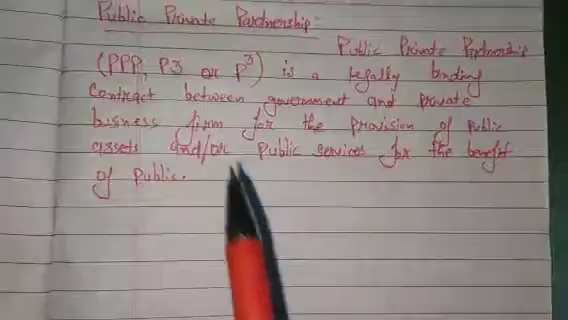 Public Private Partnership:
Public Private Partnership
(PPP, P3 or P³) is a legally binding
Contract between government and private
business firm for the provision of Public
assets and/or Public services for the benefit
of Public.